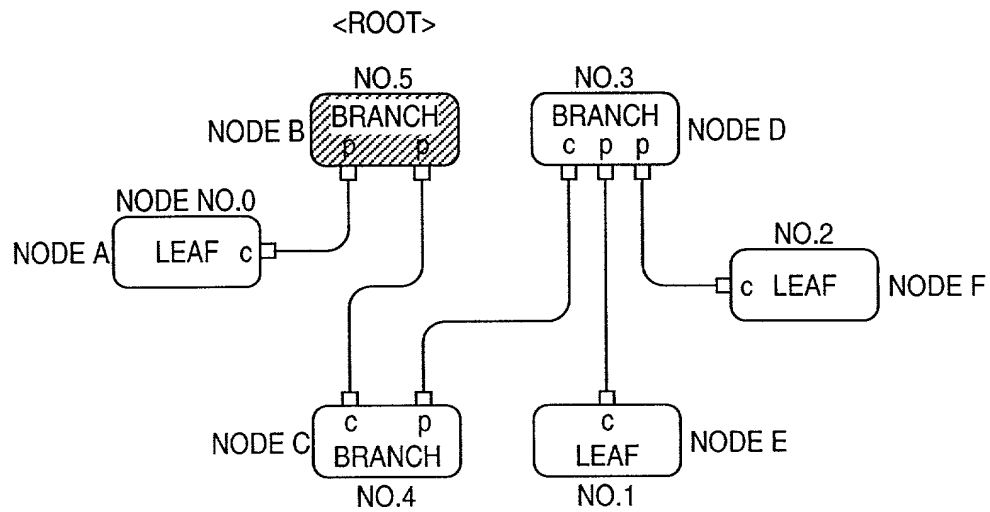 <ROOT>
NO.5
BRANCH
p p
NODE B
NO.3
BRANCH
c p p
NODE D
NODE NO.0
NODE A
LEAF c
NO.2
c LEAF
NODE F
c p
NODE C
BRANCH
NO.4
c
LEAF
NODE E
NO.1